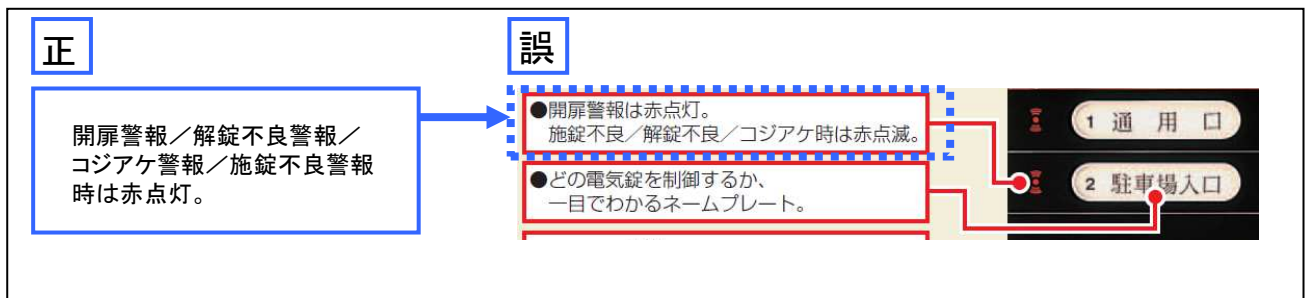 正
開扉警報／解錠不良警報／
コジアケ警報／施錠不良警報
時は赤点灯。
誤
●開扉警報は赤点灯。
施錠不良／解錠不良／コジアケ時は赤点滅。
●どの電気錠を制御するか、
一目でわかるネームプレート。
1 通用口
2 駐車場入口